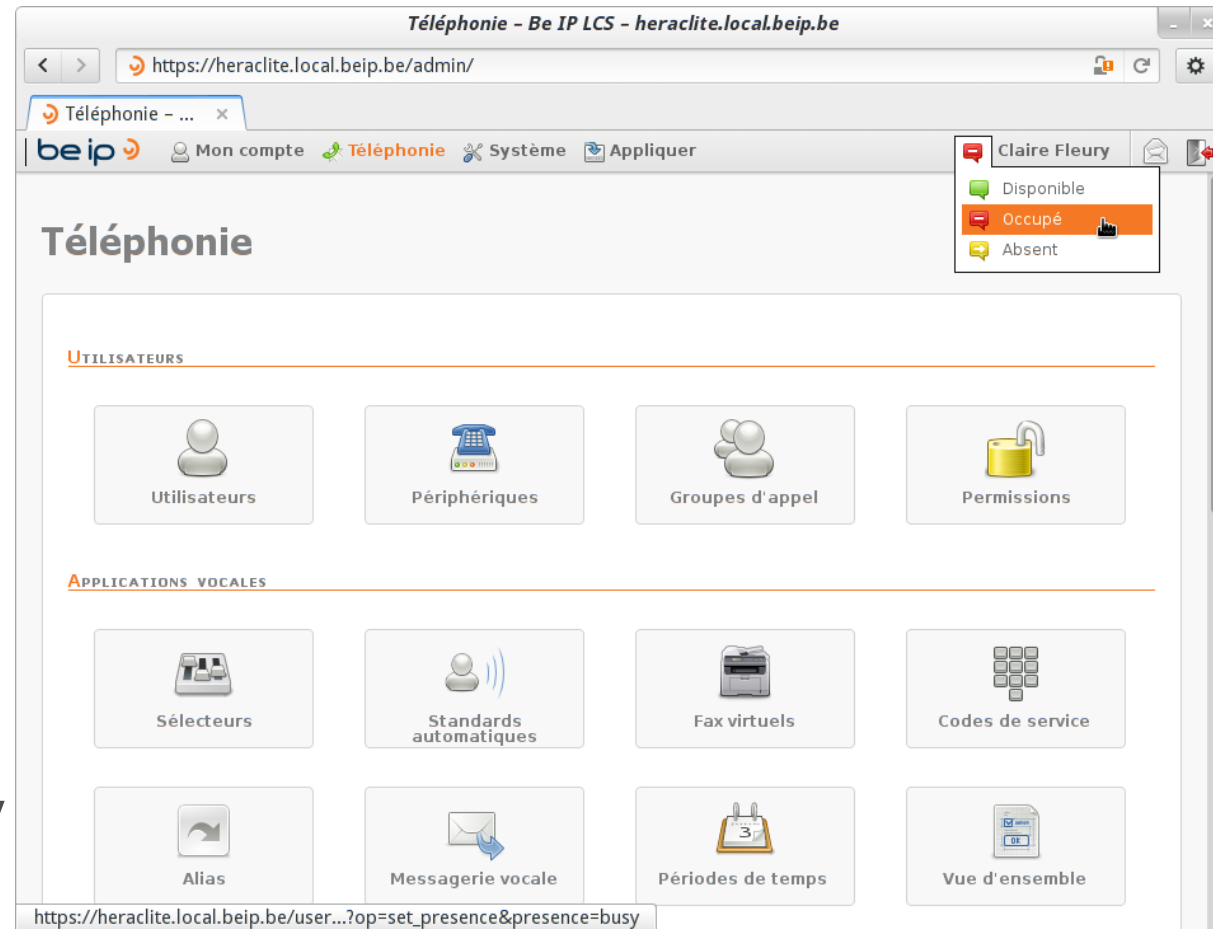 Téléphonie – Be IP LCS – heraclite.local.beip.be
https://heraclite.local.beip.be/admin/
Téléphonie – ...
be ip Mon compte Téléphonie Système Appliquer Claire Fleury
Disponible
Occupé
Absent
Téléphonie
Utilisateurs
Utilisateurs Périphériques Groupes d'appel Permissions
Applications vocales
Sélecteurs Standards automatiques Fax virtuels Codes de service
3
Alias Messagerie vocale Périodes de temps Vue d'ensemble
https://heraclite.local.beip.be/user...?op=set_presence&presence=busy